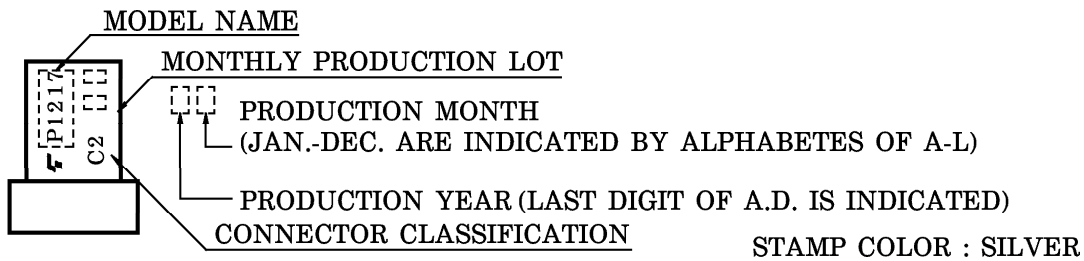 MODEL NAME
MONTHLY PRODUCTION LOT
P1217
C2
PRODUCTION MONTH
(JAN.-DEC. ARE INDICATED BY ALPHABETES OF A-L)
PRODUCTION YEAR (LAST DIGIT OF A.D. IS INDICATED)
CONNECTOR CLASSIFICATION
STAMP COLOR : SILVER